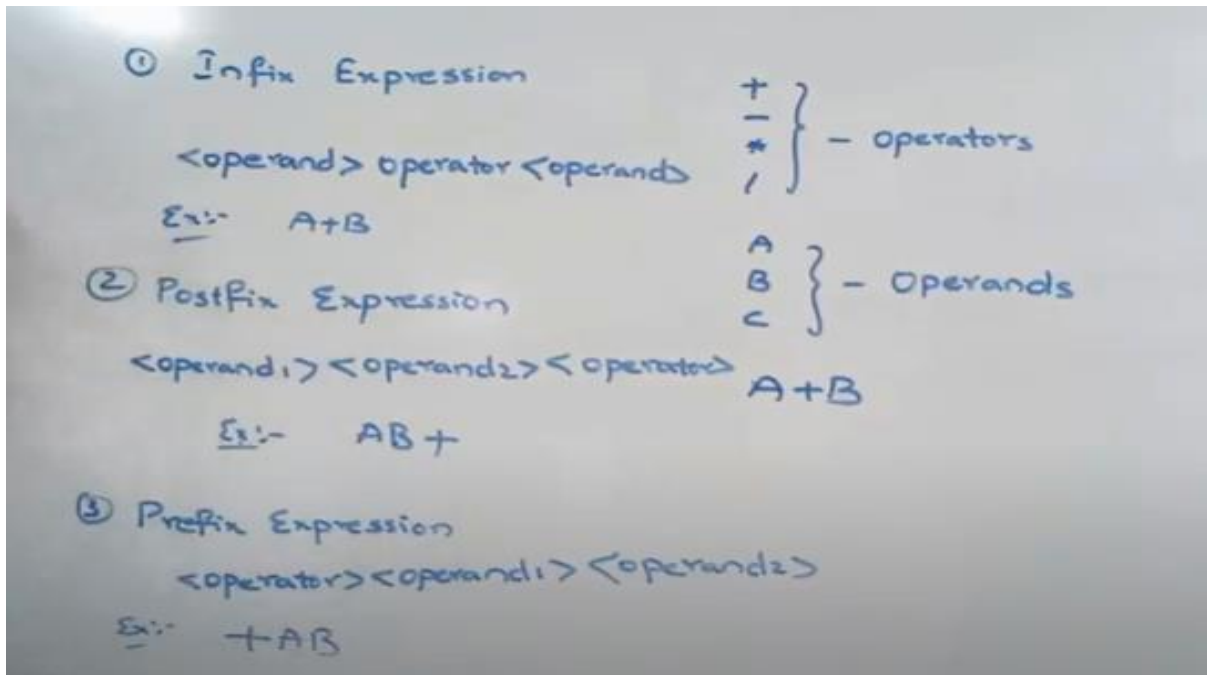 ① Infix Expression
<operand> operator <operand>
Ex:- A+B
② Postfix Expression
<operand1> <operand2> <operator>
Ex:- AB+
③ Prefix Expression
<operator> <operand1> <operand2>
Ex:- +AB
+
-
*
/
- operators
A
B
C
- Operands
A+B